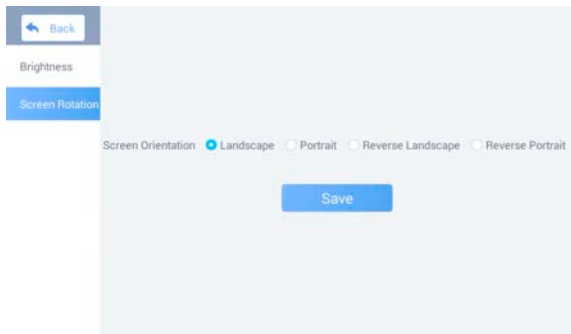 Back
Brightness
Screen Rotation
Screen Orientation Landscape Portrait Reverse Landscape Reverse Portrait
Save